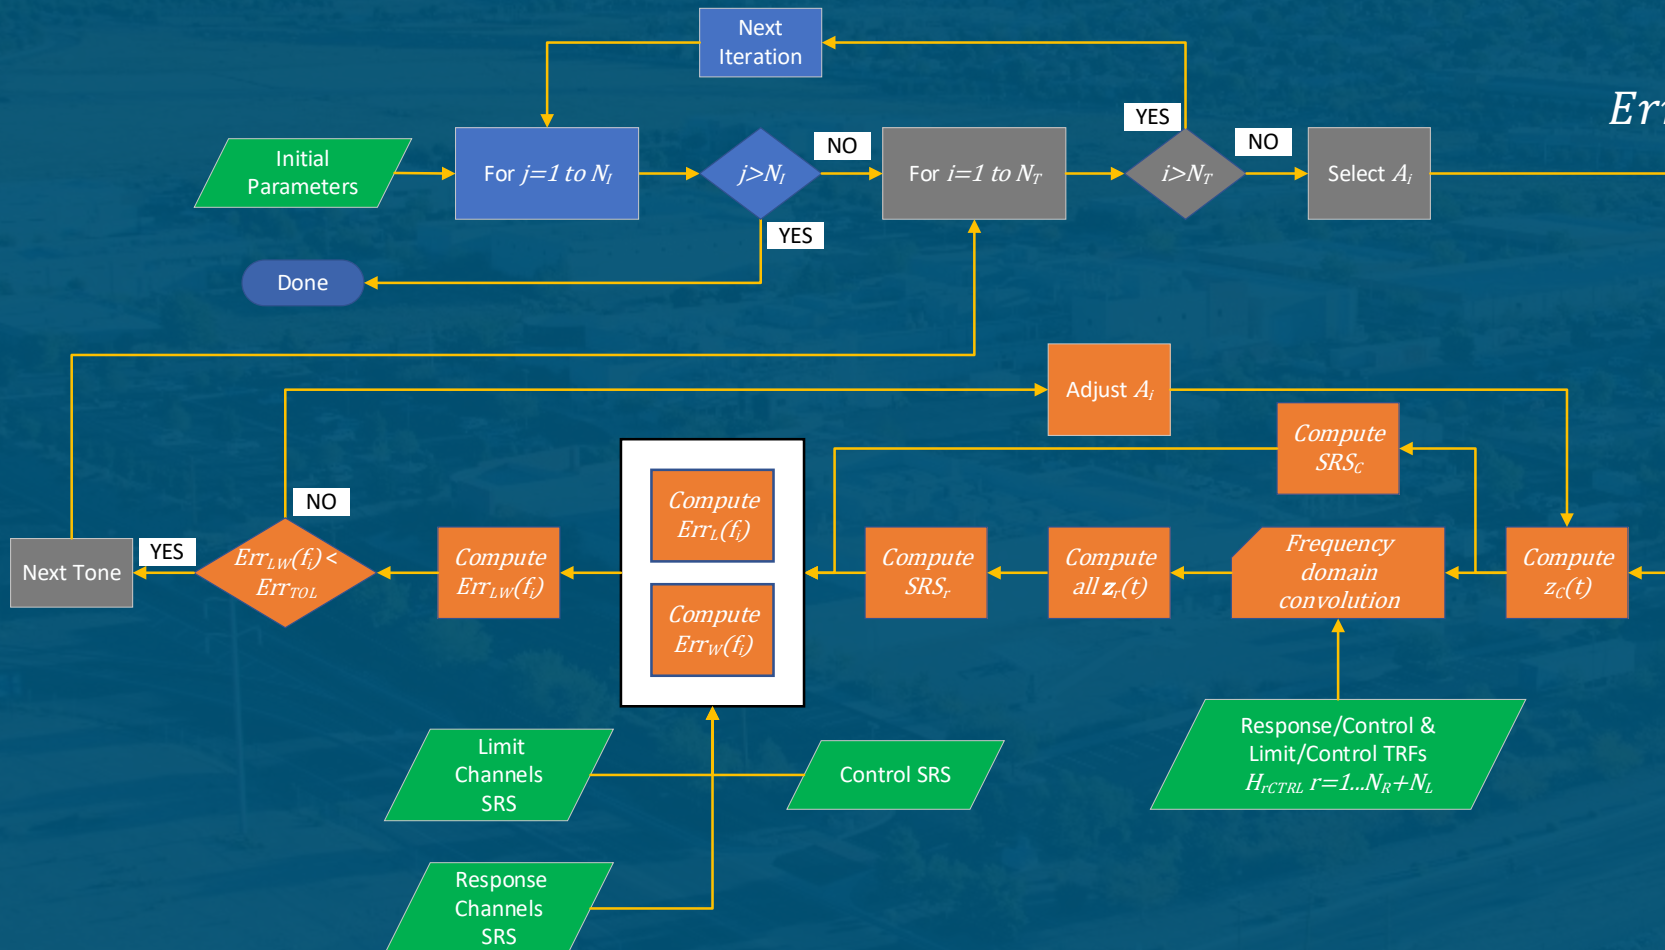 Next
Iteration
Err
YES
Initial
Parameters
For j=1 to N_I
j>N_I
NO
For i=1 to N_T
i>N_T
NO
Select A_i
YES
Done
Adjust A_i
Compute
SRS_C
NO
Next Tone
YES
Err_LW(f_i) <
Err_TOL
Compute
Err_LW(f_i)
Compute
Err_L(f_i)
Compute
Err_W(f_i)
Compute
SRS_r
Compute
all z_r(t)
Frequency
domain
convolution
Compute
z_C(t)
Limit
Channels
SRS
Control SRS
Response/Control &
Limit/Control TRFs
H_rCTRL r=1...N_R+N_L
Response
Channels
SRS